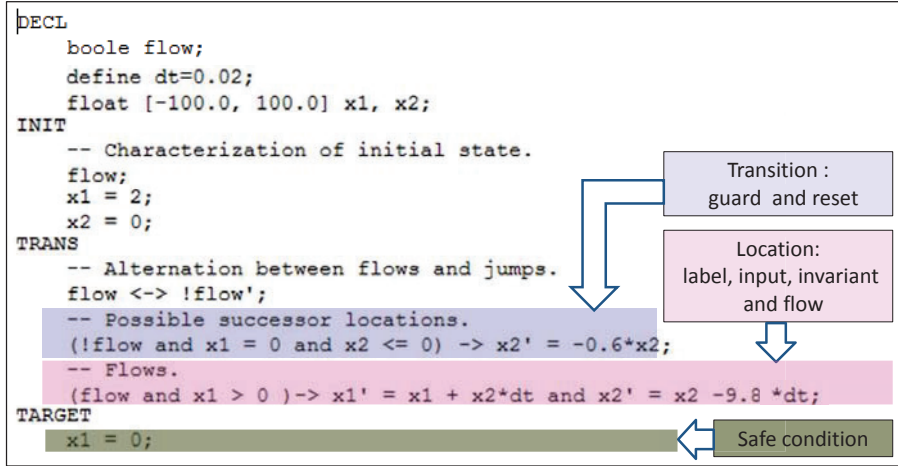 DECL
boole flow;
define dt=0.02;
float [-100.0, 100.0] x1, x2;
INIT
-- Characterization of initial state.
flow;
x1 = 2;
x2 = 0;
TRANS
-- Alternation between flows and jumps.
flow <-> !flow';
-- Possible successor locations.
(!flow and x1 = 0 and x2 <= 0) -> x2' = -0.6*x2;
-- Flows.
(flow and x1 > 0 )-> x1' = x1 + x2*dt and x2' = x2 -9.8 *dt;
TARGET
x1 = 0;
Transition :
guard and reset
Location:
label, input, invariant
and flow
Safe condition